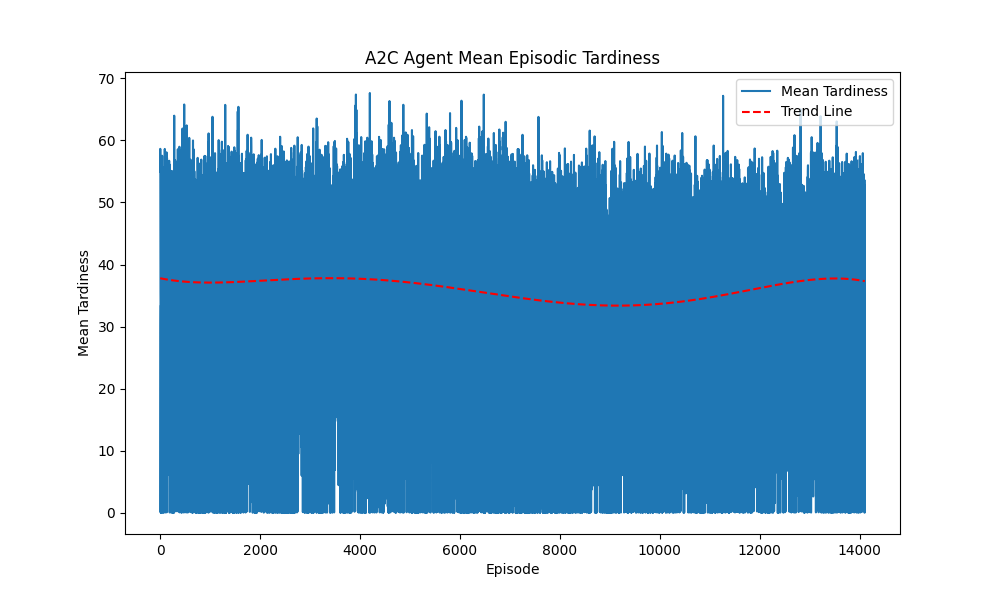 A2C Agent Mean Episodic Tardiness
Mean Tardiness
Trend Line
70
60
50
40
30
20
10
0
Mean Tardiness
0 2000 4000 6000 8000 10000 12000 14000
Episode